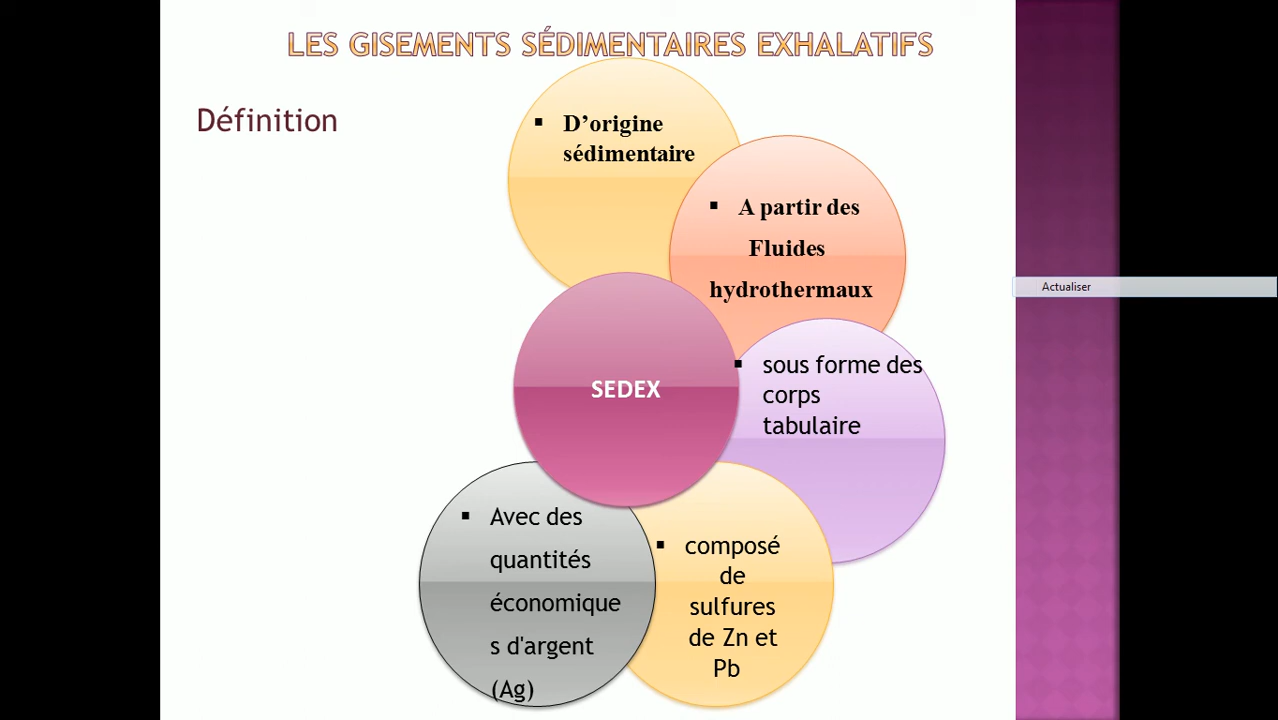 LES GISEMENTS SÉDIMENTAIRES EXHALATIFS
Définition
▪ D’origine
sédimentaire
▪ A partir des
Fluides
hydrothermaux
Actualiser
▪ sous forme des
corps
tabulaire
SEDEX
▪ Avec des
quantités
économique
s d'argent
(Ag)
▪ composé
de
sulfures
de Zn et
Pb